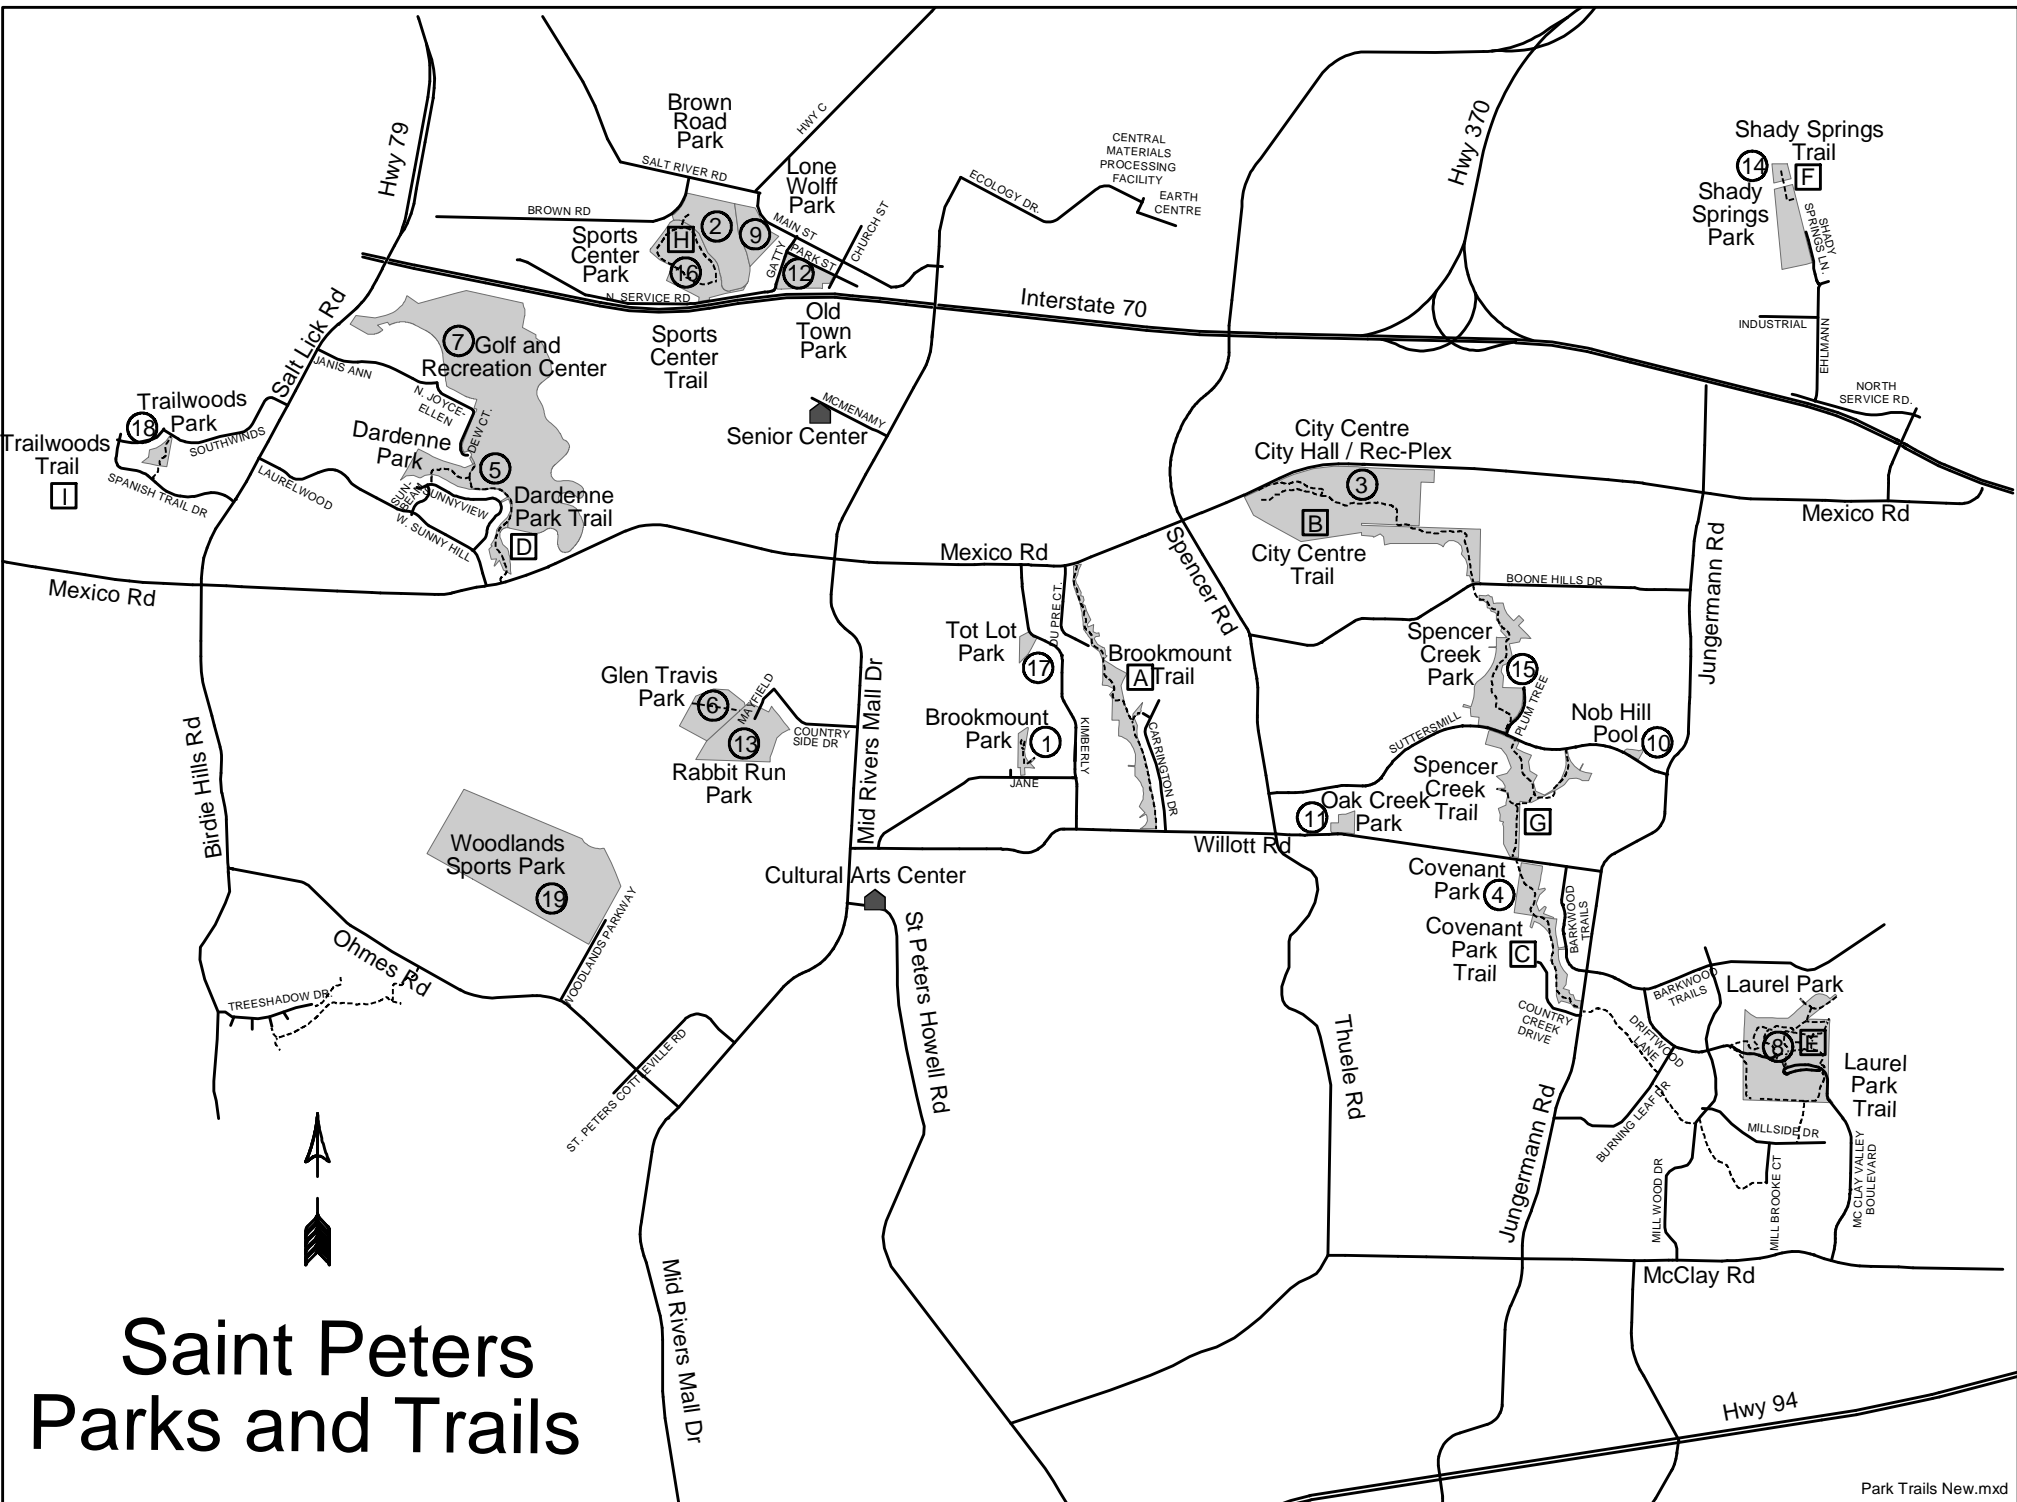 Brown
Road
Park
HWY C
Hwy 79
SALT RIVER RD
Lone
Wolff
Park
BROWN RD
Sports
Center
Park
H
2
9
16
12
MAIN ST
PARK ST
GATTY
CHURCH ST
N. SERVICE RD
Sports
Center
Trail
Old
Town
Park
ECOLOGY DR.
CENTRAL
MATERIALS
PROCESSING
FACILITY
EARTH
CENTRE
Hwy 370
Shady Springs
Trail
14
F
Shady
Springs
Park
SHADY
SPRINGS LN.
INDUSTRIAL
EHLMANN
NORTH
SERVICE RD.
Interstate 70
Salt Lick Rd
7
Golf and
Recreation Center
JANIS ANN
N. JOYCE-
ELLEN
DEW CT.
Trailwoods
Park
18
SOUTHWINDS
Trailwoods
Trail
I
SPANISH TRAIL DR
LAURELWOOD
Dardenne
Park
5
SUN-
BEAM
SUNNYVIEW
W. SUNNY HILL
Dardenne
Park Trail
D
MCMENAMY
Senior Center
City Centre
City Hall / Rec-Plex
3
B
City Centre
Trail
Mexico Rd
Mexico Rd
Mexico Rd
Spencer Rd
Jungermann Rd
BOONE HILLS DR
DU PRE CT.
Tot Lot
Park
17
Brookmount
Trail
A
Spencer
Creek
Park
15
PLUM TREE
Nob Hill
Pool
10
SUTTERSMILL
Glen Travis
Park
6
MAYFIELD
13
COUNTRY
SIDE DR
Rabbit Run
Park
Mid Rivers Mall Dr
Brookmount
Park
1
KIMBERLY
JANE
CARRINGTON DR
Spencer
Creek
Trail
G
Oak Creek
Park
11
Willott Rd
Birdie Hills Rd
Woodlands
Sports Park
19
WOODLANDS PARKWAY
Cultural Arts Center
Covenant
Park
4
BARKWOOD
TRAILS
Covenant
Park
Trail
C
COUNTRY
CREEK
DRIVE
Ohmes Rd
TREESHADOW DR.
St Peters Howell Rd
Thuele Rd
ST. PETERS COTTLEVILLE RD
BARKWOOD
TRAILS
Laurel Park
DRIFTWOOD
LANE
8
E
Laurel
Park
Trail
BURNING LEAF DR
MILLSIDE DR
MILL WOOD DR
MILL BROOKE CT
MC CLAY VALLEY
BOULEVARD
Jungermann Rd
McClay Rd
Mid Rivers Mall Dr
Hwy 94
Saint Peters
Parks and Trails
Park Trails New.mxd